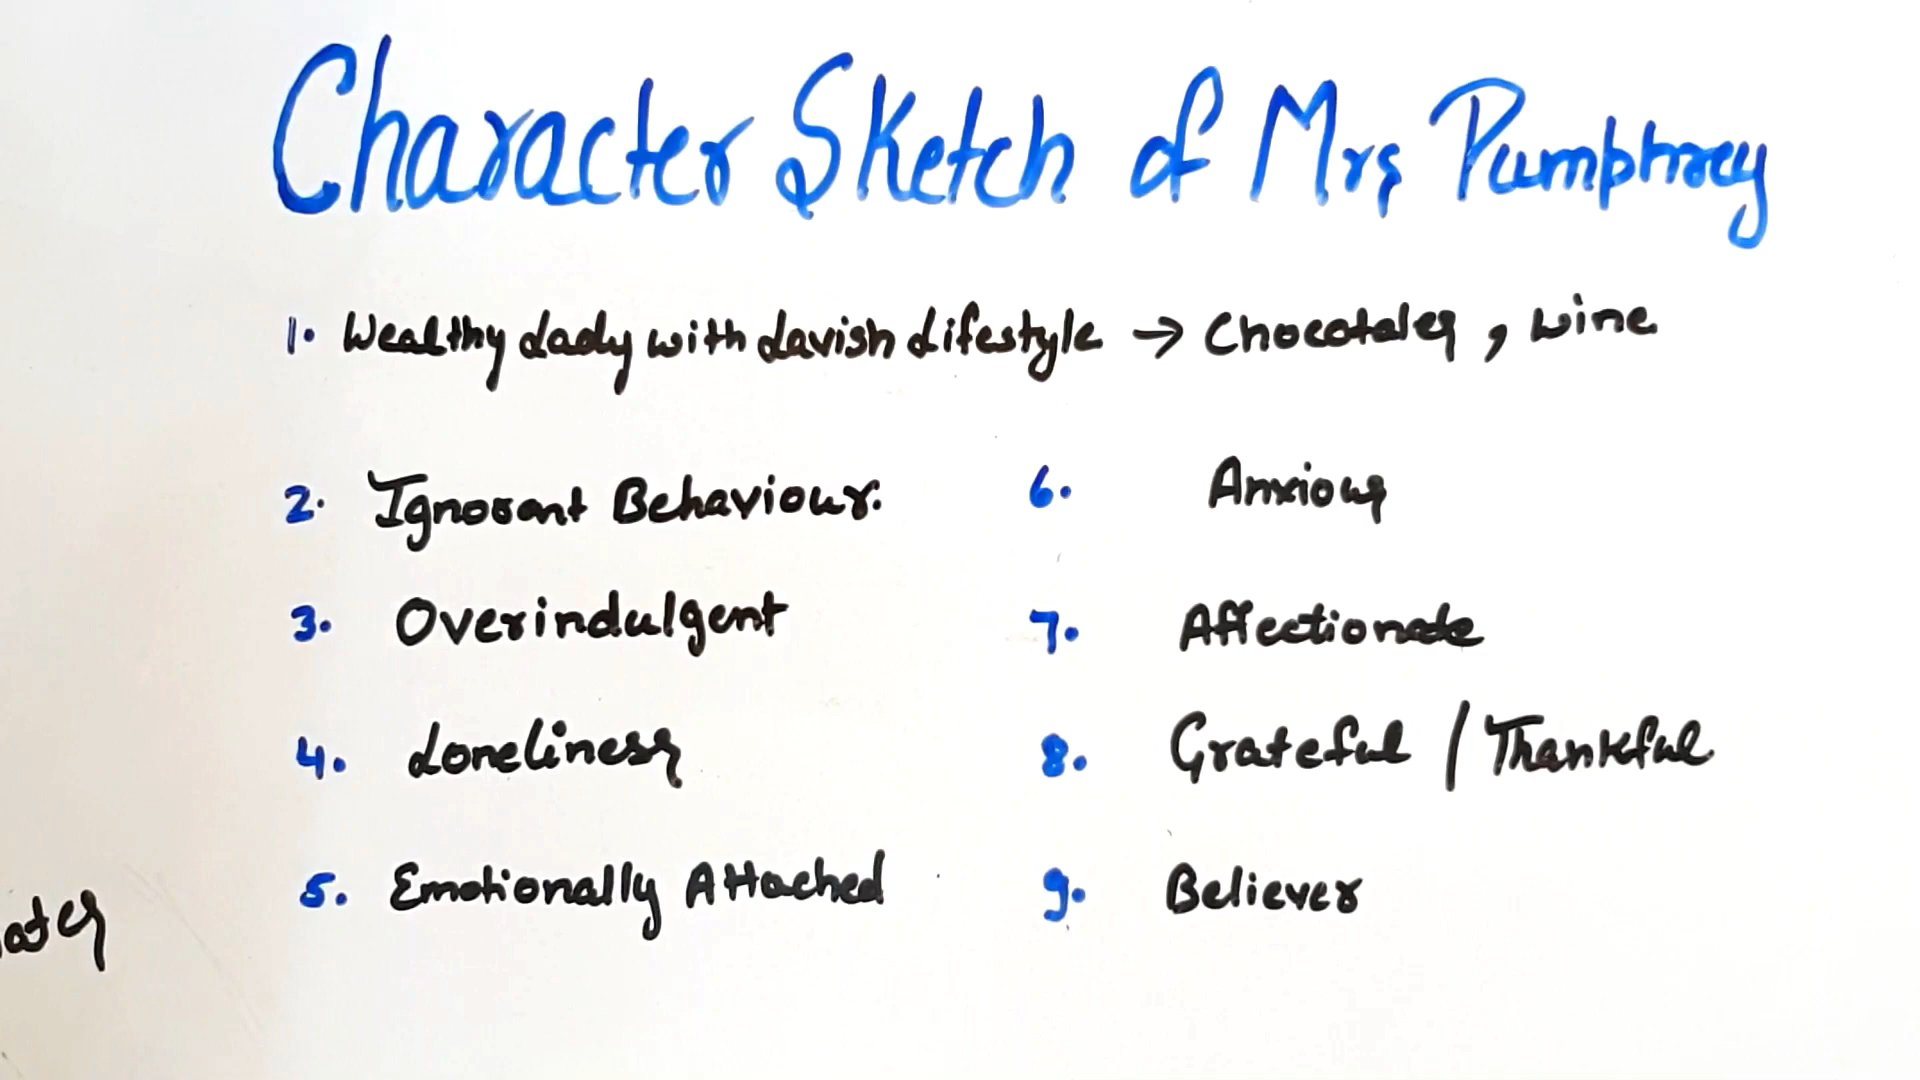 Character Sketch of Mrs Pumphrey
1. Wealthy Lady with Lavish Lifestyle → Chocotales, wine
2. Ignorant Behaviour.
3. Overindulgent
4. Loneliness
5. Emotionally Attached
6. Anxious
7. Affectionate
8. Grateful / Thankful
9. Believer